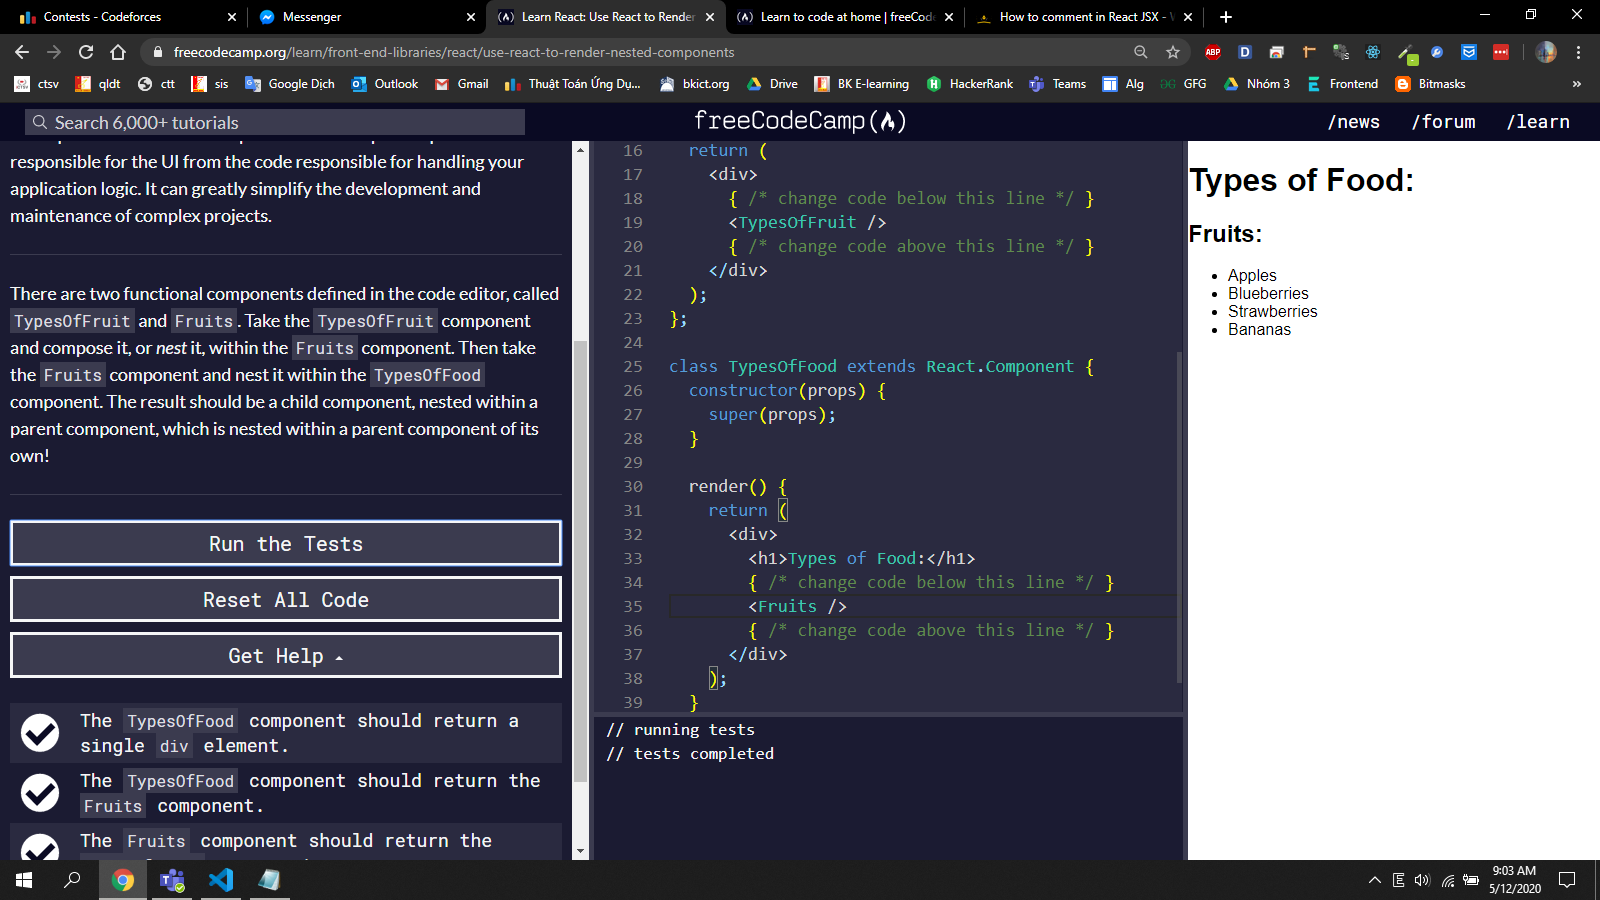 Contests - Codeforces
Messenger
Learn React: Use React to Render
Learn to code at home | freeCode
How to comment in React JSX -
freecodecamp.org/learn/front-end-libraries/react/use-react-to-render-nested-components
ctsv
qldt
ctt
sis
Google Dịch
Outlook
Gmail
Thuật Toán Ứng Dụ...
bkict.org
Drive
BK E-learning
HackerRank
Teams
Alg
GFG
Nhóm 3
Frontend
Bitmasks
»
Search 6,000+ tutorials
freeCodeCamp
/news
/forum
/learn
responsible for the UI from the code responsible for handling your
application logic. It can greatly simplify the development and
maintenance of complex projects.
There are two functional components defined in the code editor, called
TypesOfFruit and Fruits. Take the TypesOfFruit component
and compose it, or nest it, within the Fruits component. Then take
the Fruits component and nest it within the TypesOfFood
component. The result should be a child component, nested within a
parent component, which is nested within a parent component of its
own!
Run the Tests
Reset All Code
Get Help
The TypesOfFood component should return a
single div element.
The TypesOfFood component should return the
Fruits component.
The Fruits component should return the
16 return (
17 <div>
18 { /* change code below this line */ }
19 <TypesOfFruit />
20 { /* change code above this line */ }
21 </div>
22 );
23 };
24
25 class TypesOfFood extends React.Component {
26 constructor(props) {
27 super(props);
28 }
29
30 render() {
31 return (
32 <div>
33 <h1>Types of Food:</h1>
34 { /* change code below this line */ }
35 <Fruits />
36 { /* change code above this line */ }
37 </div>
38 );
39 }
// running tests
// tests completed
Types of Food:
Fruits:
• Apples
• Blueberries
• Strawberries
• Bananas
9:03 AM
5/12/2020